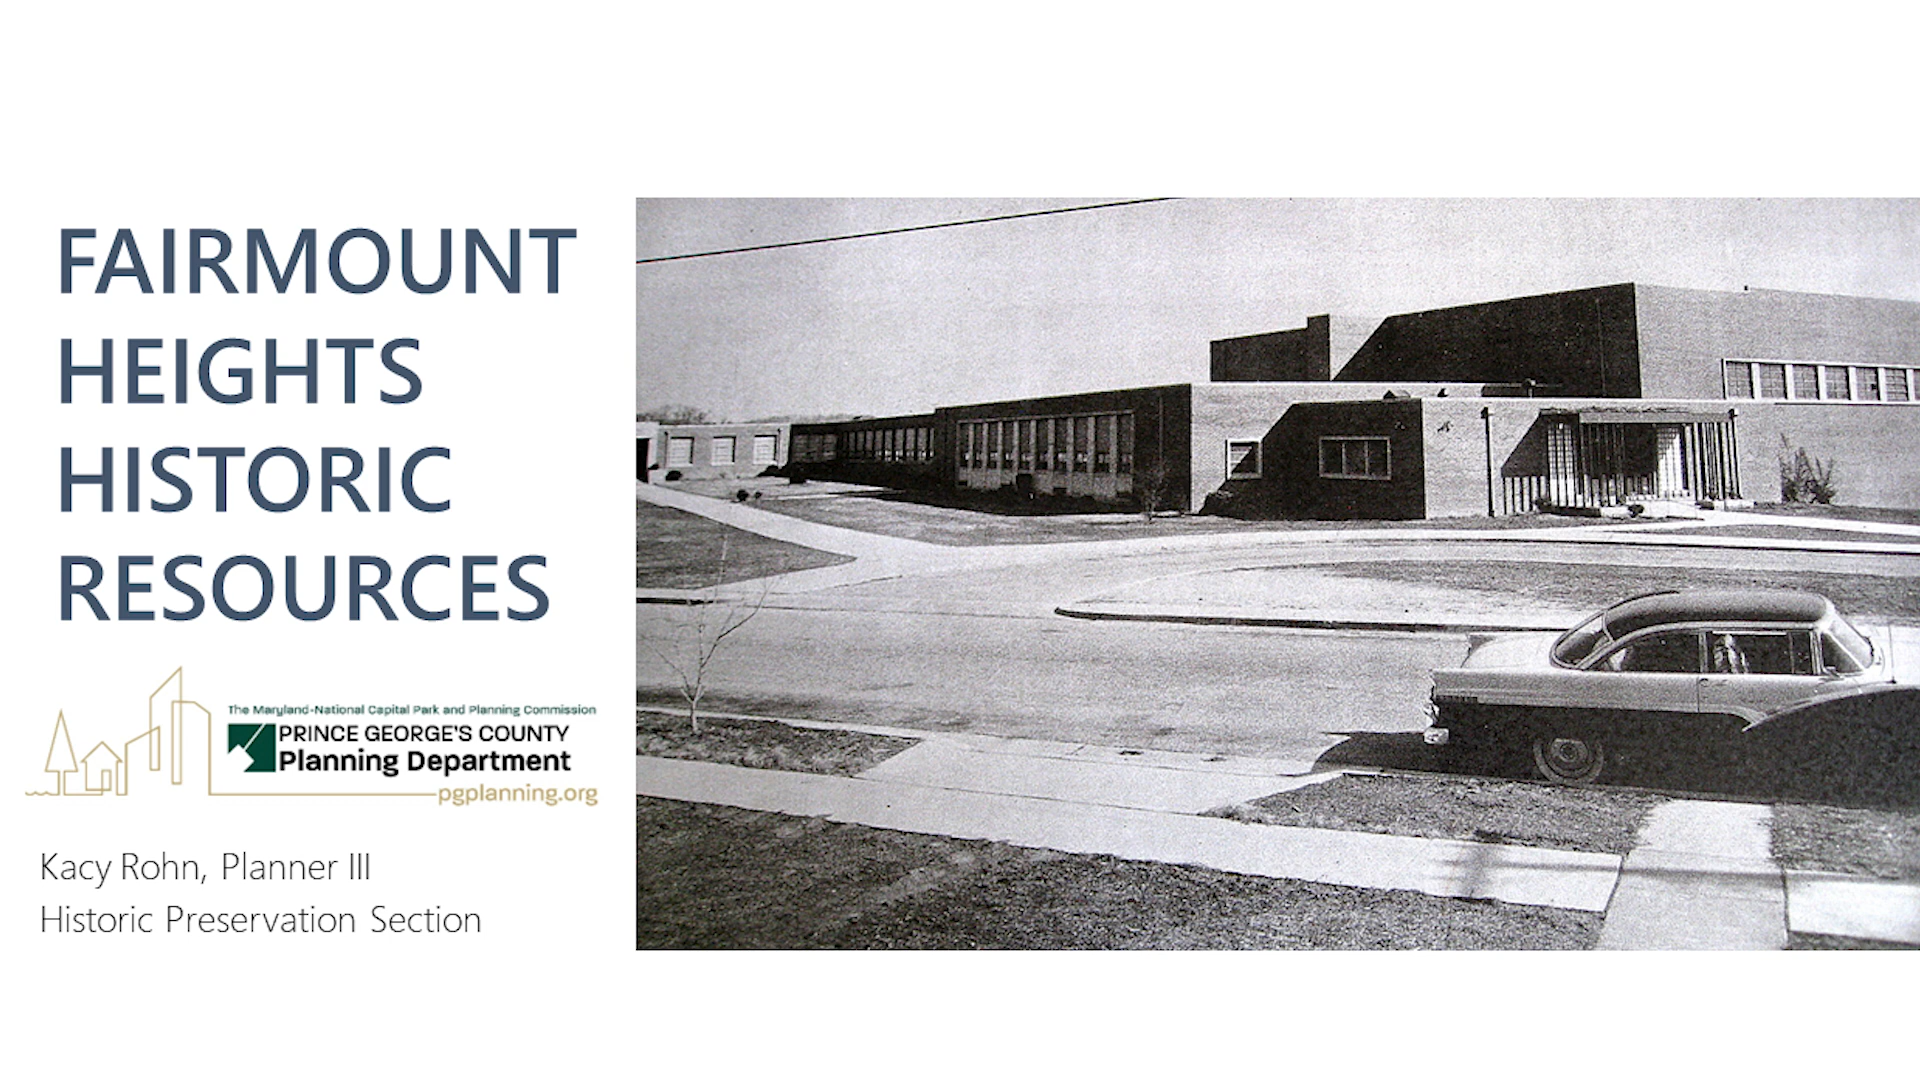 FAIRMOUNT
HEIGHTS
HISTORIC
RESOURCES
The Maryland-National Capital Park and Planning Commission
PRINCE GEORGE'S COUNTY
Planning Department
pgplanning.org
Kacy Rohn, Planner III
Historic Preservation Section